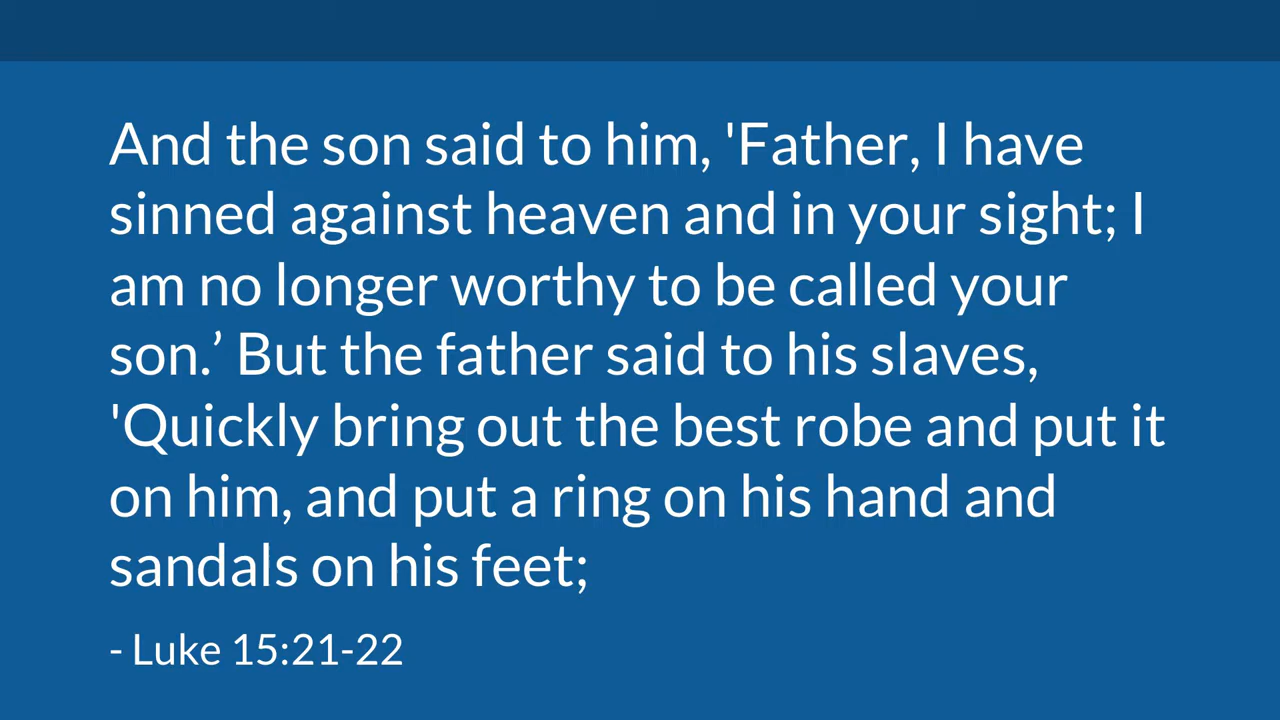 And the son said to him, 'Father, I have
sinned against heaven and in your sight; I
am no longer worthy to be called your
son.’ But the father said to his slaves,
'Quickly bring out the best robe and put it
on him, and put a ring on his hand and
sandals on his feet;
- Luke 15:21-22